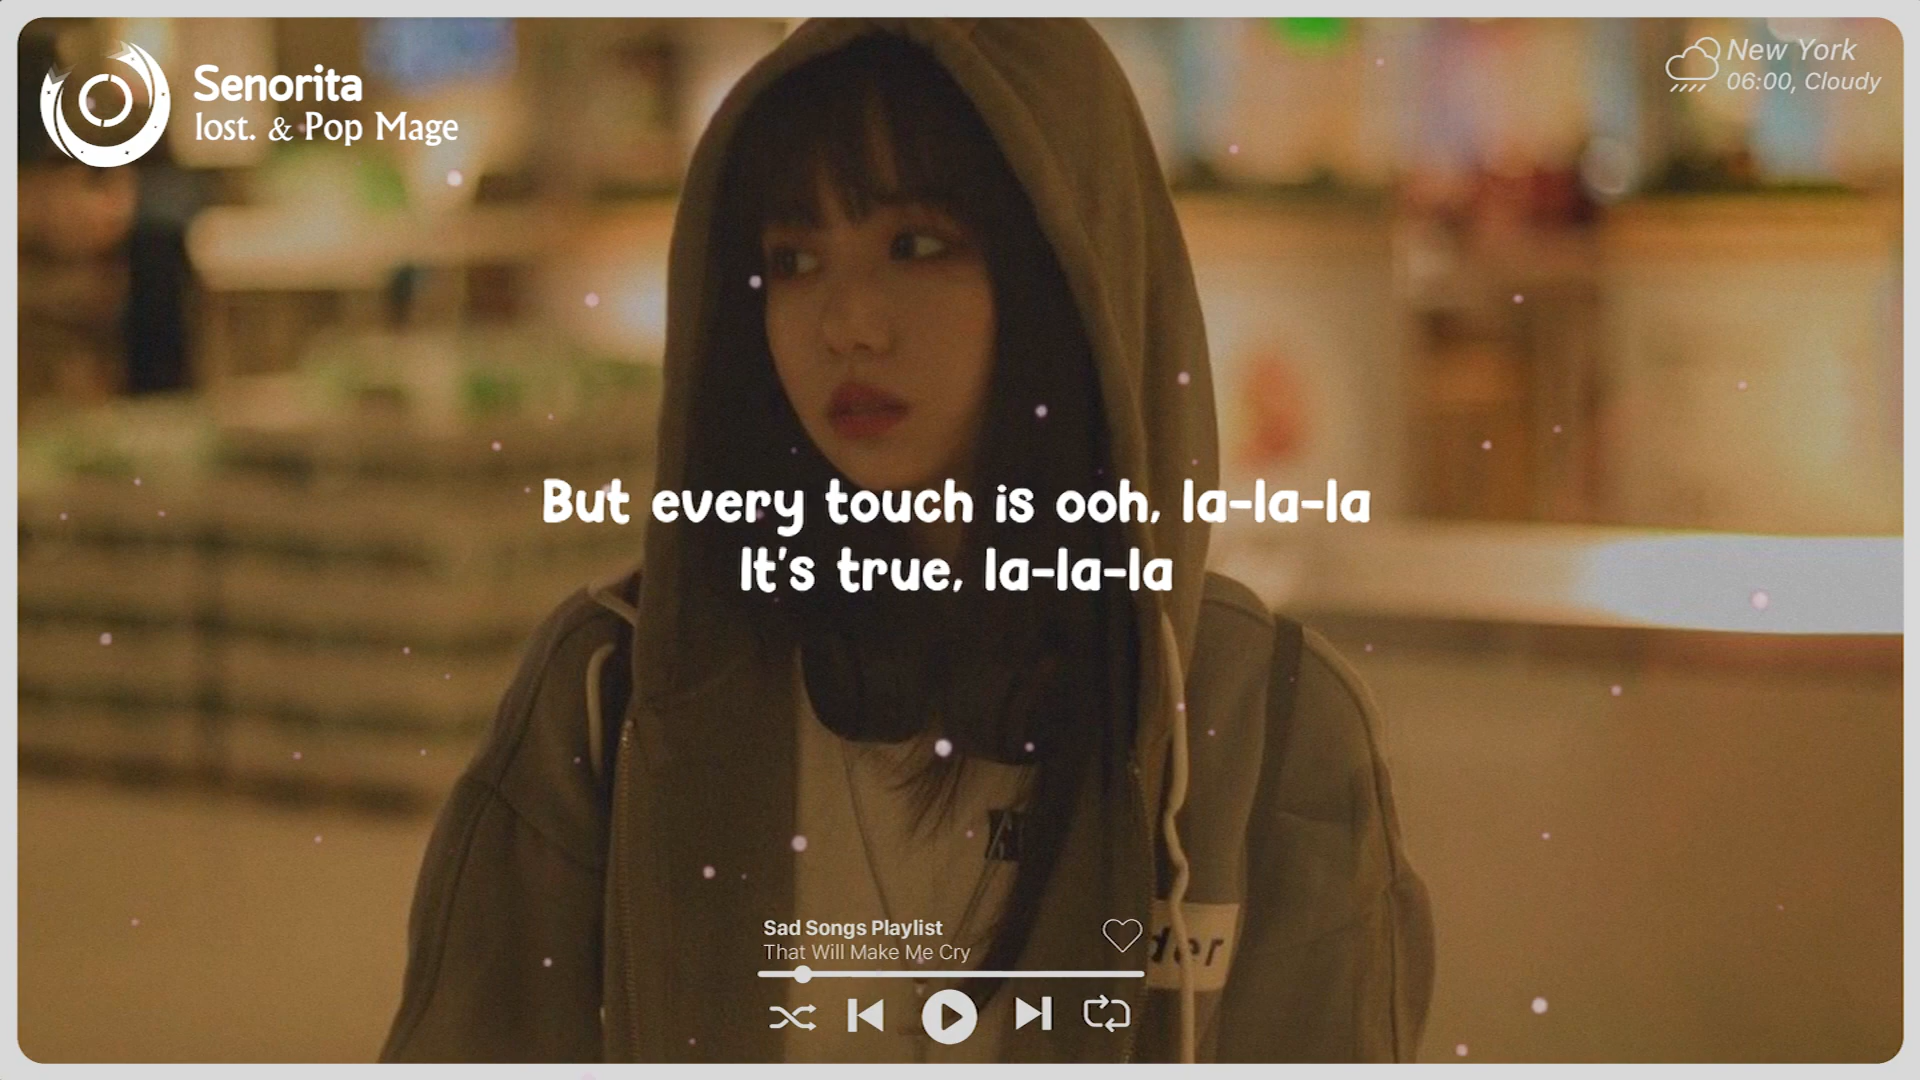 Senorita
lost. & Pop Mage
New York
06:00, Cloudy
But every touch is ooh, la-la-la
It's true, la-la-la
Sad Songs Playlist
That Will Make Me Cry
der